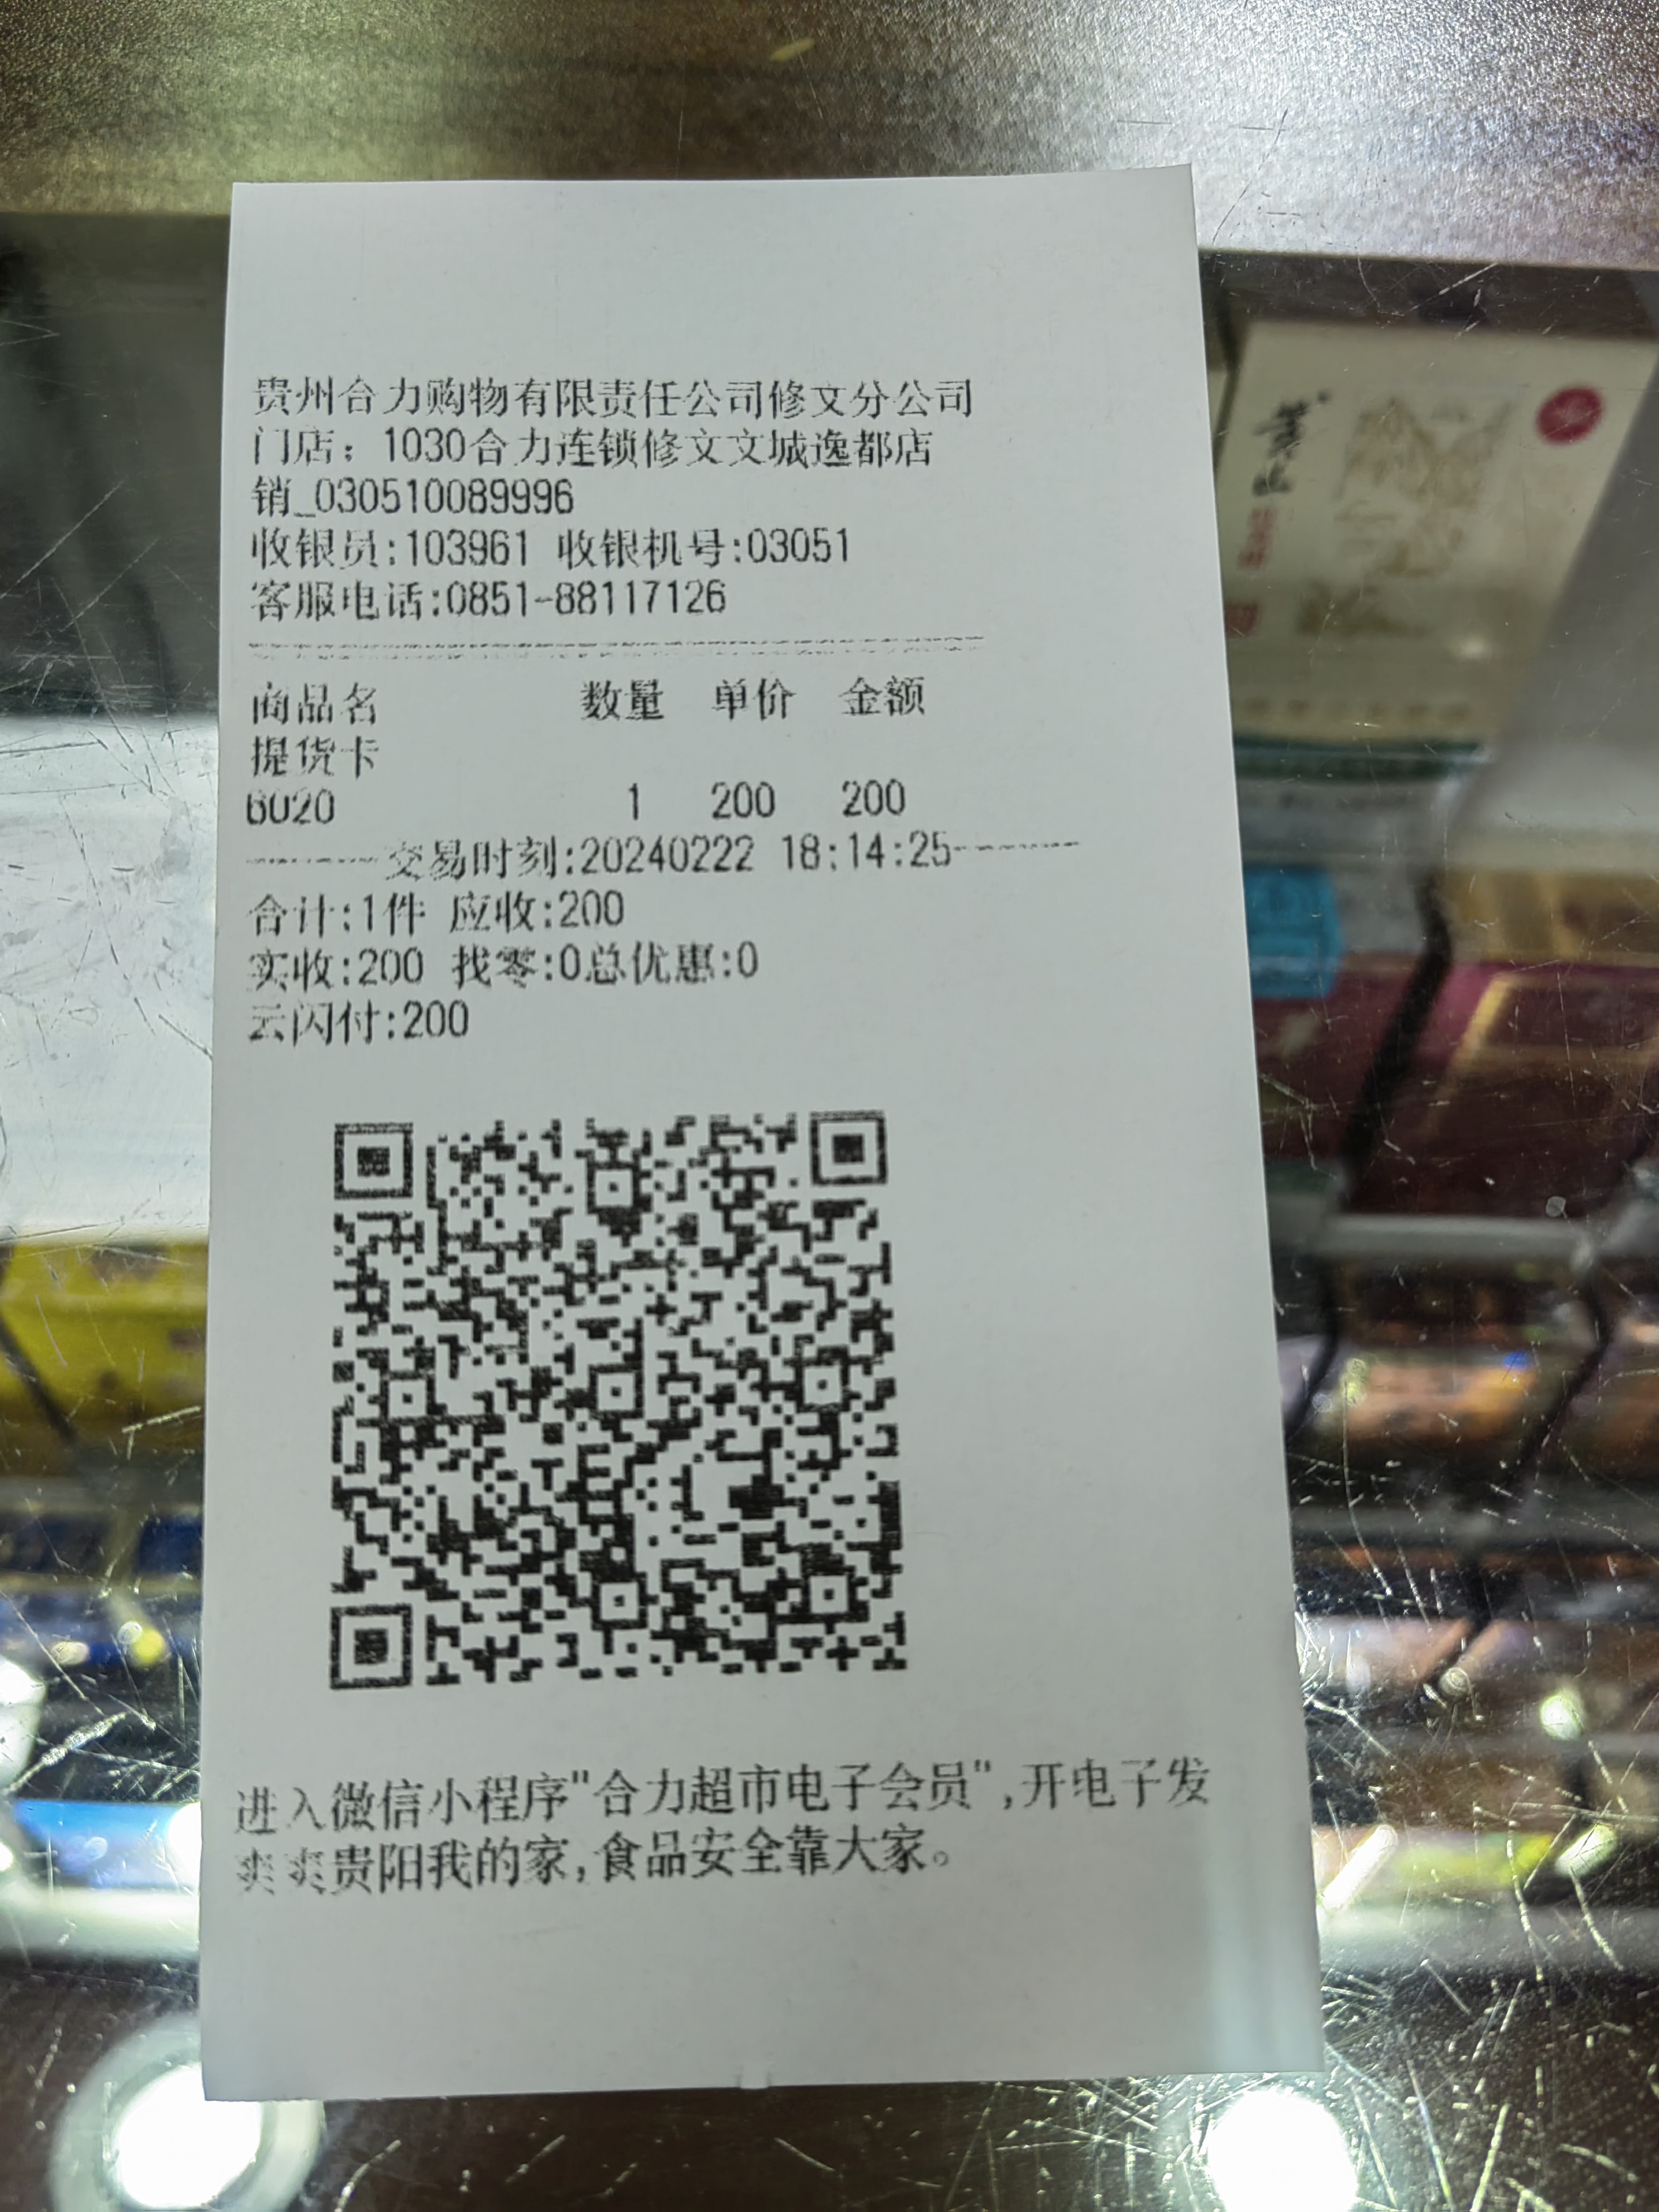 贵州合力购物有限责任公司修文分公司
门店：1030合力连锁修文文城逸都店
销_030510089996
收银员:103961 收银机号:03051
客服电话:0851-88117126
商品名 数量 单价 金额
提货卡
6020 1 200 200
--------交易时刻:20240222 18:14:25--------
合计:1件 应收:200
实收:200 找零:0总优惠:0
云闪付:200
进入微信小程序"合力超市电子会员",开电子发
爽爽贵阳我的家,食品安全靠大家。